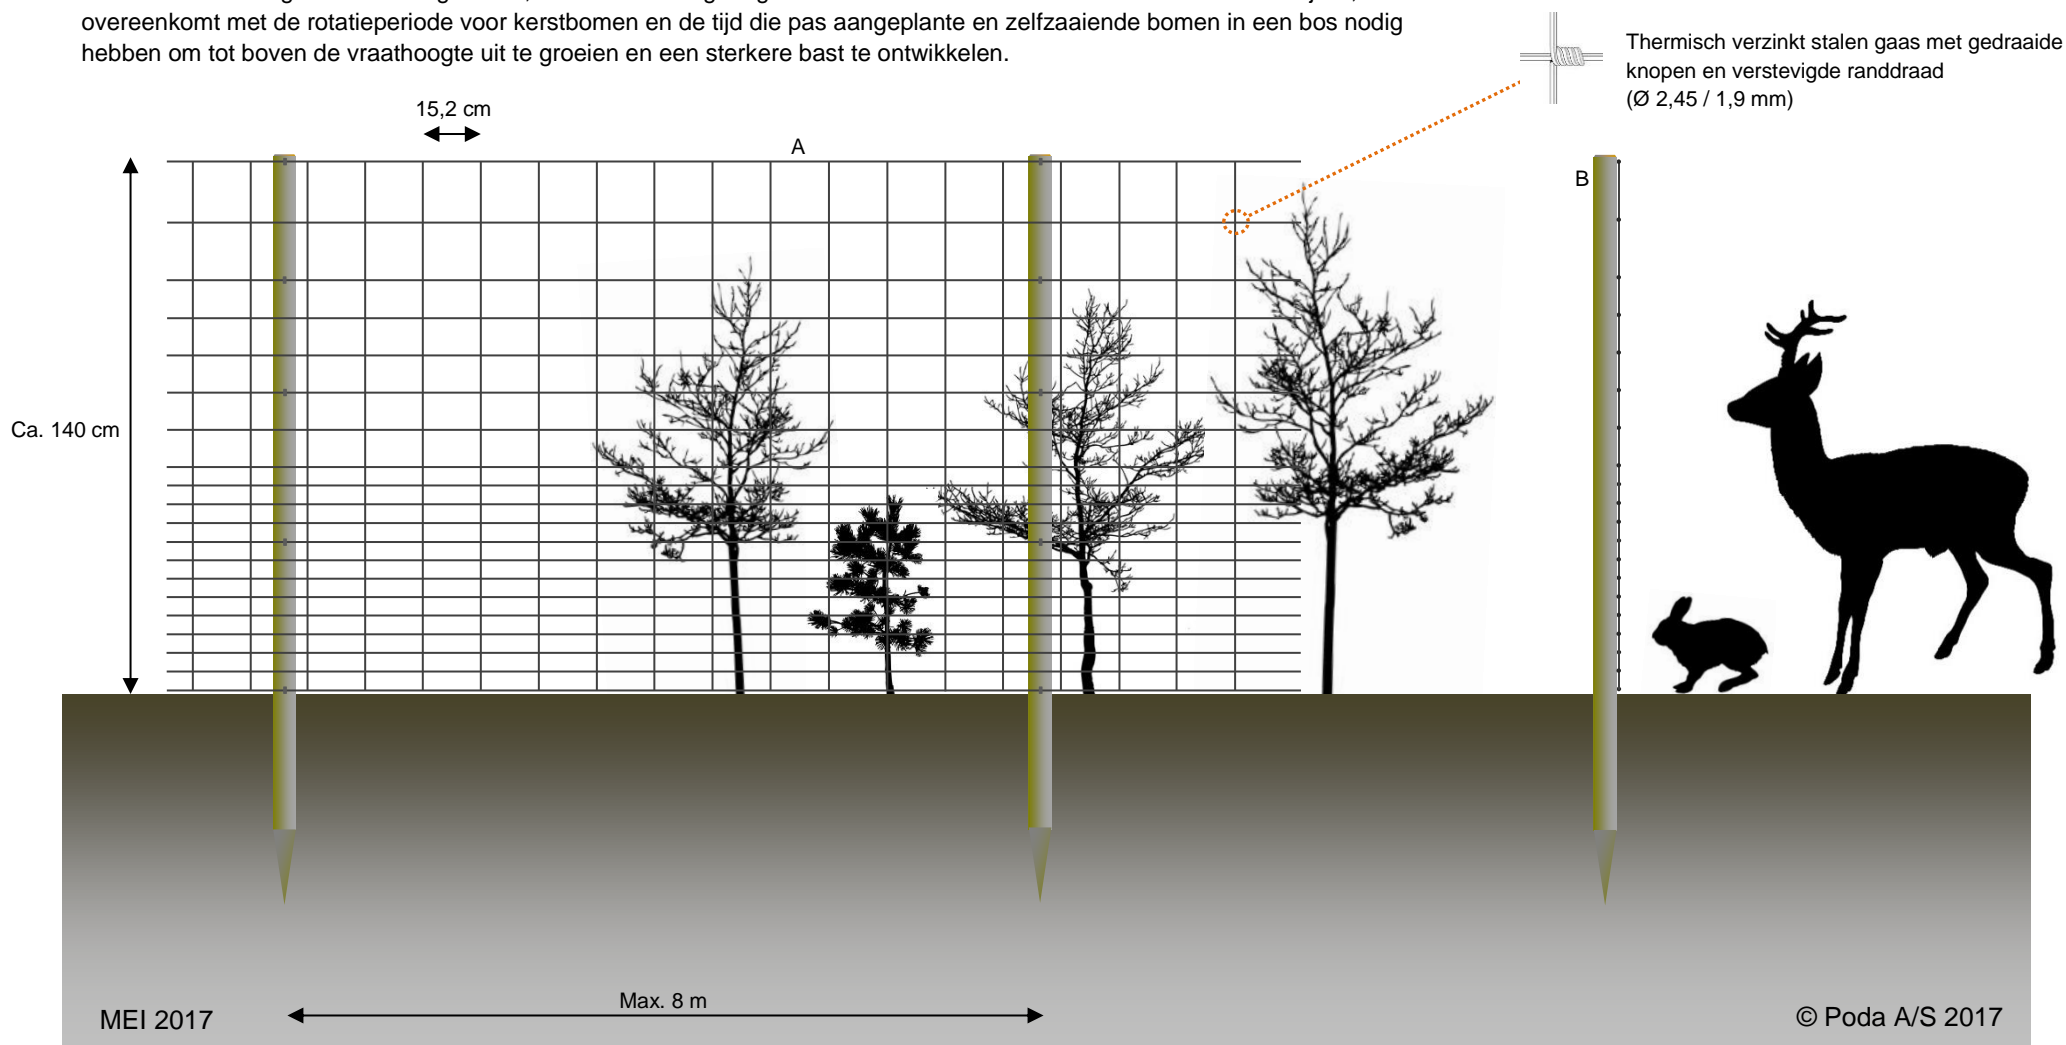 overeenkomt met de rotatieperiode voor kerstbomen en de tijd die pas aangeplante en zelfzaaiende bomen in een bos nodig
hebben om tot boven de vraathoogte uit te groeien en een sterkere bast te ontwikkelen.
Thermisch verzinkt stalen gaas met gedraaide
knopen en verstevigde randdraad
(Ø 2,45 / 1,9 mm)
15,2 cm
A
B
Ca. 140 cm
Max. 8 m
MEI 2017
© Poda A/S 2017